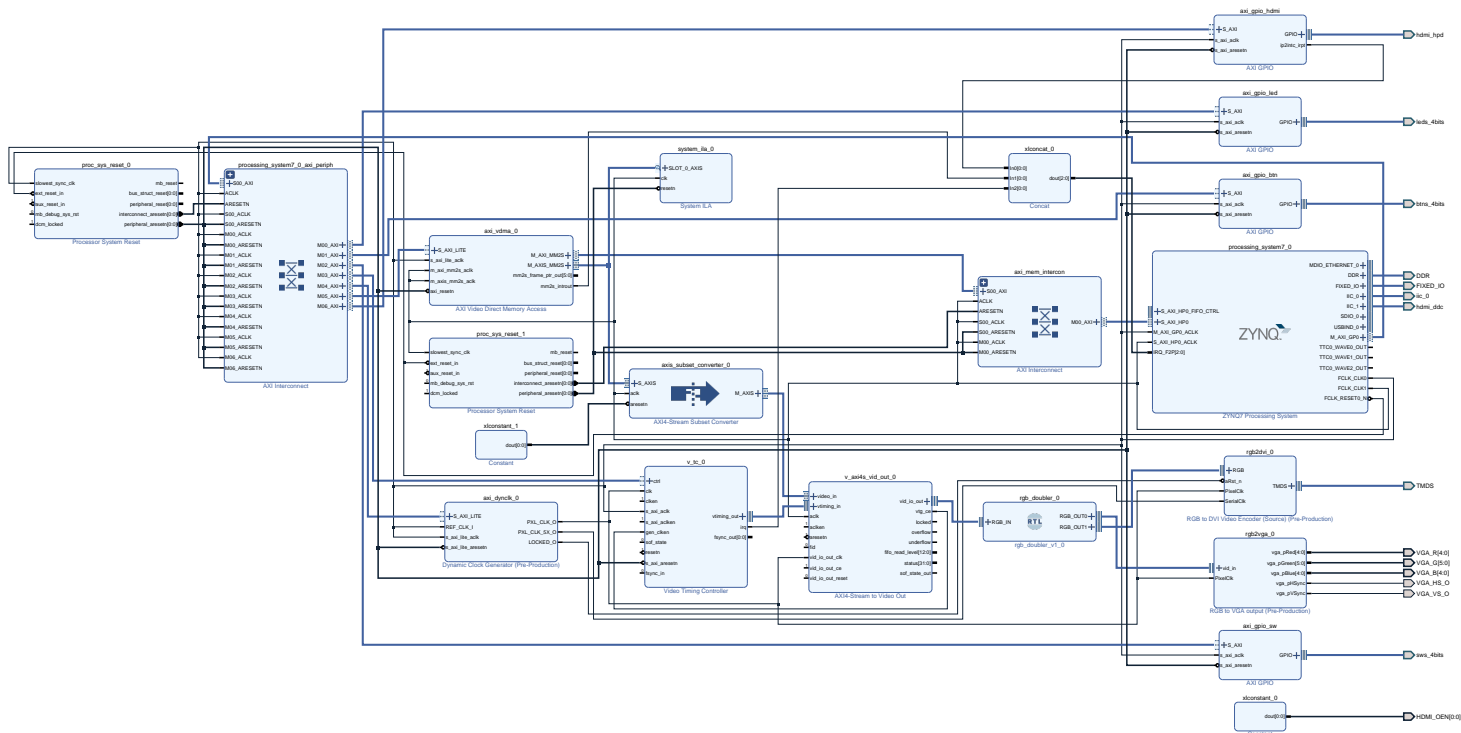 axi_gpio_hdmi
S_AXI
s_axi_aclk
s_axi_aresetn
GPIO
ip2intc_irpt
AXI GPIO
hdmi_hpd
axi_gpio_led
S_AXI
s_axi_aclk
s_axi_aresetn
GPIO
AXI GPIO
leds_4bits
proc_sys_reset_0
slowest_sync_clk
ext_reset_in
aux_reset_in
mb_debug_sys_rst
dcm_locked
mb_reset
bus_struct_reset[0:0]
peripheral_reset[0:0]
interconnect_aresetn[0:0]
peripheral_aresetn[0:0]
Processor System Reset
processing_system7_0_axi_periph
S00_AXI
ACLK
ARESETN
S00_ACLK
S00_ARESETN
M00_ACLK
M00_ARESETN
M01_ACLK
M01_ARESETN
M02_ACLK
M02_ARESETN
M03_ACLK
M03_ARESETN
M04_ACLK
M04_ARESETN
M05_ACLK
M05_ARESETN
M06_ACLK
M06_ARESETN
M00_AXI
M01_AXI
M02_AXI
M03_AXI
M04_AXI
M05_AXI
M06_AXI
AXI Interconnect
system_ila_0
SLOT_0_AXIS
clk
resetn
System ILA
xlconcat_0
In0[0:0]
In1[0:0]
In2[0:0]
dout[2:0]
Concat
axi_gpio_btn
S_AXI
s_axi_aclk
s_axi_aresetn
GPIO
AXI GPIO
btns_4bits
axi_vdma_0
S_AXI_LITE
s_axi_lite_aclk
m_axi_mm2s_aclk
m_axis_mm2s_aclk
axi_resetn
M_AXI_MM2S
M_AXIS_MM2S
mm2s_frame_ptr_out[5:0]
mm2s_introut
AXI Video Direct Memory Access
axi_mem_intercon
S00_AXI
ACLK
ARESETN
S00_ACLK
S00_ARESETN
M00_ACLK
M00_ARESETN
M00_AXI
AXI Interconnect
processing_system7_0
S_AXI_HP0_FIFO_CTRL
S_AXI_HP0
M_AXI_GP0_ACLK
S_AXI_HP0_ACLK
IRQ_F2P[2:0]
ZYNQ
MDIO_ETHERNET_0
DDR
FIXED_IO
IIC_0
IIC_1
SDIO_0
USBIND_0
M_AXI_GP0
TTC0_WAVE0_OUT
TTC0_WAVE1_OUT
TTC0_WAVE2_OUT
FCLK_CLK0
FCLK_CLK1
FCLK_RESET0_N
ZYNQ7 Processing System
DDR
FIXED_IO
iic_0
hdmi_ddc
proc_sys_reset_1
slowest_sync_clk
ext_reset_in
aux_reset_in
mb_debug_sys_rst
dcm_locked
mb_reset
bus_struct_reset[0:0]
peripheral_reset[0:0]
interconnect_aresetn[0:0]
peripheral_aresetn[0:0]
Processor System Reset
axis_subset_converter_0
S_AXIS
aclk
aresetn
M_AXIS
AXI4-Stream Subset Converter
xlconstant_1
dout[0:0]
Constant
v_tc_0
ctrl
clk
clken
s_axi_aclk
s_axi_aclken
gen_clken
sof_state
resetn
s_axi_aresetn
fsync_in
vtiming_out
irq
fsync_out[0:0]
Video Timing Controller
axi_dynclk_0
S_AXI_LITE
REF_CLK_I
s_axi_lite_aclk
s_axi_lite_aresetn
PXL_CLK_O
PXL_CLK_5X_O
LOCKED_O
Dynamic Clock Generator (Pre-Production)
v_axi4s_vid_out_0
video_in
vtiming_in
aclk
aclken
aresetn
fid
vid_io_out_clk
vid_io_out_ce
vid_io_out_reset
vid_io_out
vtg_ce
locked
overflow
underflow
fifo_read_level[12:0]
status[31:0]
sof_state_out
AXI4-Stream to Video Out
rgb_doubler_0
RGB_IN
RTL
RGB_OUT0
RGB_OUT1
rgb_doubler_v1_0
rgb2dvi_0
RGB
aRst_n
PixelClk
SerialClk
TMDS
RGB to DVI Video Encoder (Source) (Pre-Production)
TMDS
rgb2vga_0
vid_in
PixelClk
vga_pRed[4:0]
vga_pGreen[5:0]
vga_pBlue[4:0]
vga_pHSync
vga_pVSync
RGB to VGA output (Pre-Production)
VGA_R[4:0]
VGA_G[5:0]
VGA_B[4:0]
VGA_HS_O
VGA_VS_O
axi_gpio_sw
S_AXI
s_axi_aclk
s_axi_aresetn
GPIO
AXI GPIO
sws_4bits
xlconstant_0
dout[0:0]
HDMI_OEN[0:0]